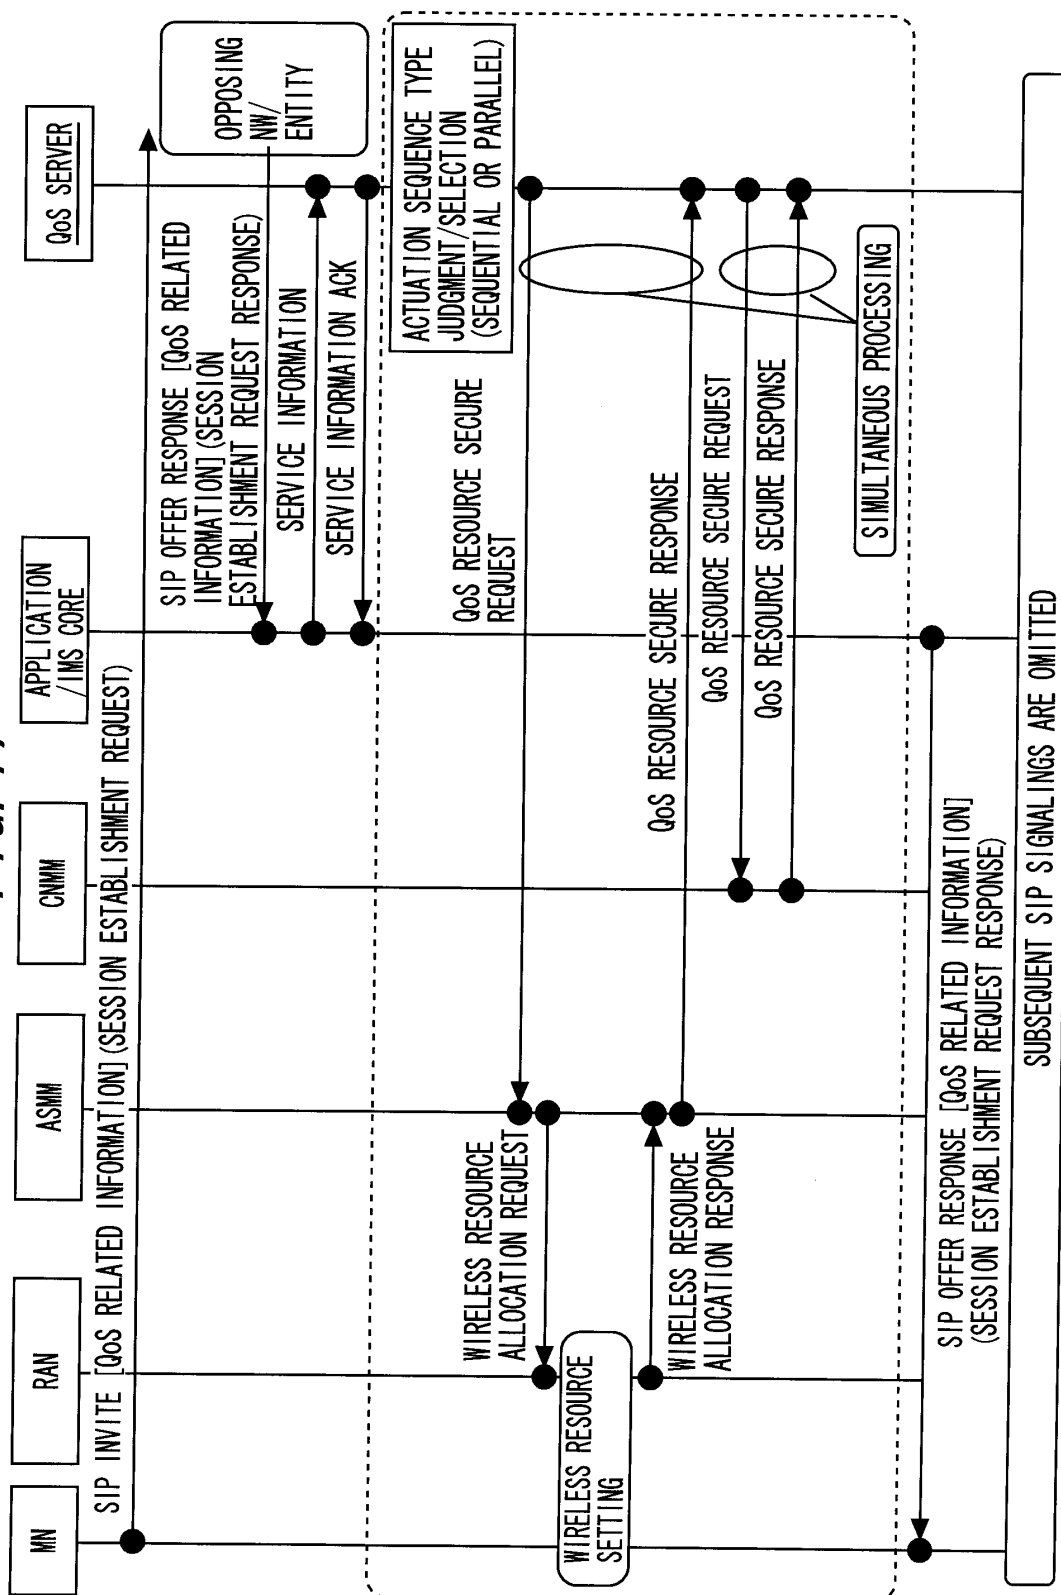 MN
RAN
ASMM
CNMM
APPLICATION
/IMS CORE
QoS SERVER
SIP INVITE [QoS RELATED INFORMATION](SESSION ESTABLISHMENT REQUEST)
OPPOSING
NW/
ENTITY
SIP OFFER RESPONSE [QoS RELATED
INFORMATION](SESSION
ESTABLISHMENT REQUEST RESPONSE)
SERVICE INFORMATION
SERVICE INFORMATION ACK
ACTUATION SEQUENCE TYPE
JUDGMENT/SELECTION
(SEQUENTIAL OR PARALLEL)
QoS RESOURCE SECURE
REQUEST
WIRELESS RESOURCE
ALLOCATION REQUEST
WIRELESS RESOURCE
SETTING
WIRELESS RESOURCE
ALLOCATION RESPONSE
QoS RESOURCE SECURE RESPONSE
QoS RESOURCE SECURE REQUEST
QoS RESOURCE SECURE RESPONSE
SIMULTANEOUS PROCESSING
SIP OFFER RESPONSE [QoS RELATED INFORMATION]
(SESSION ESTABLISHMENT REQUEST RESPONSE)
SUBSEQUENT SIP SIGNALINGS ARE OMITTED